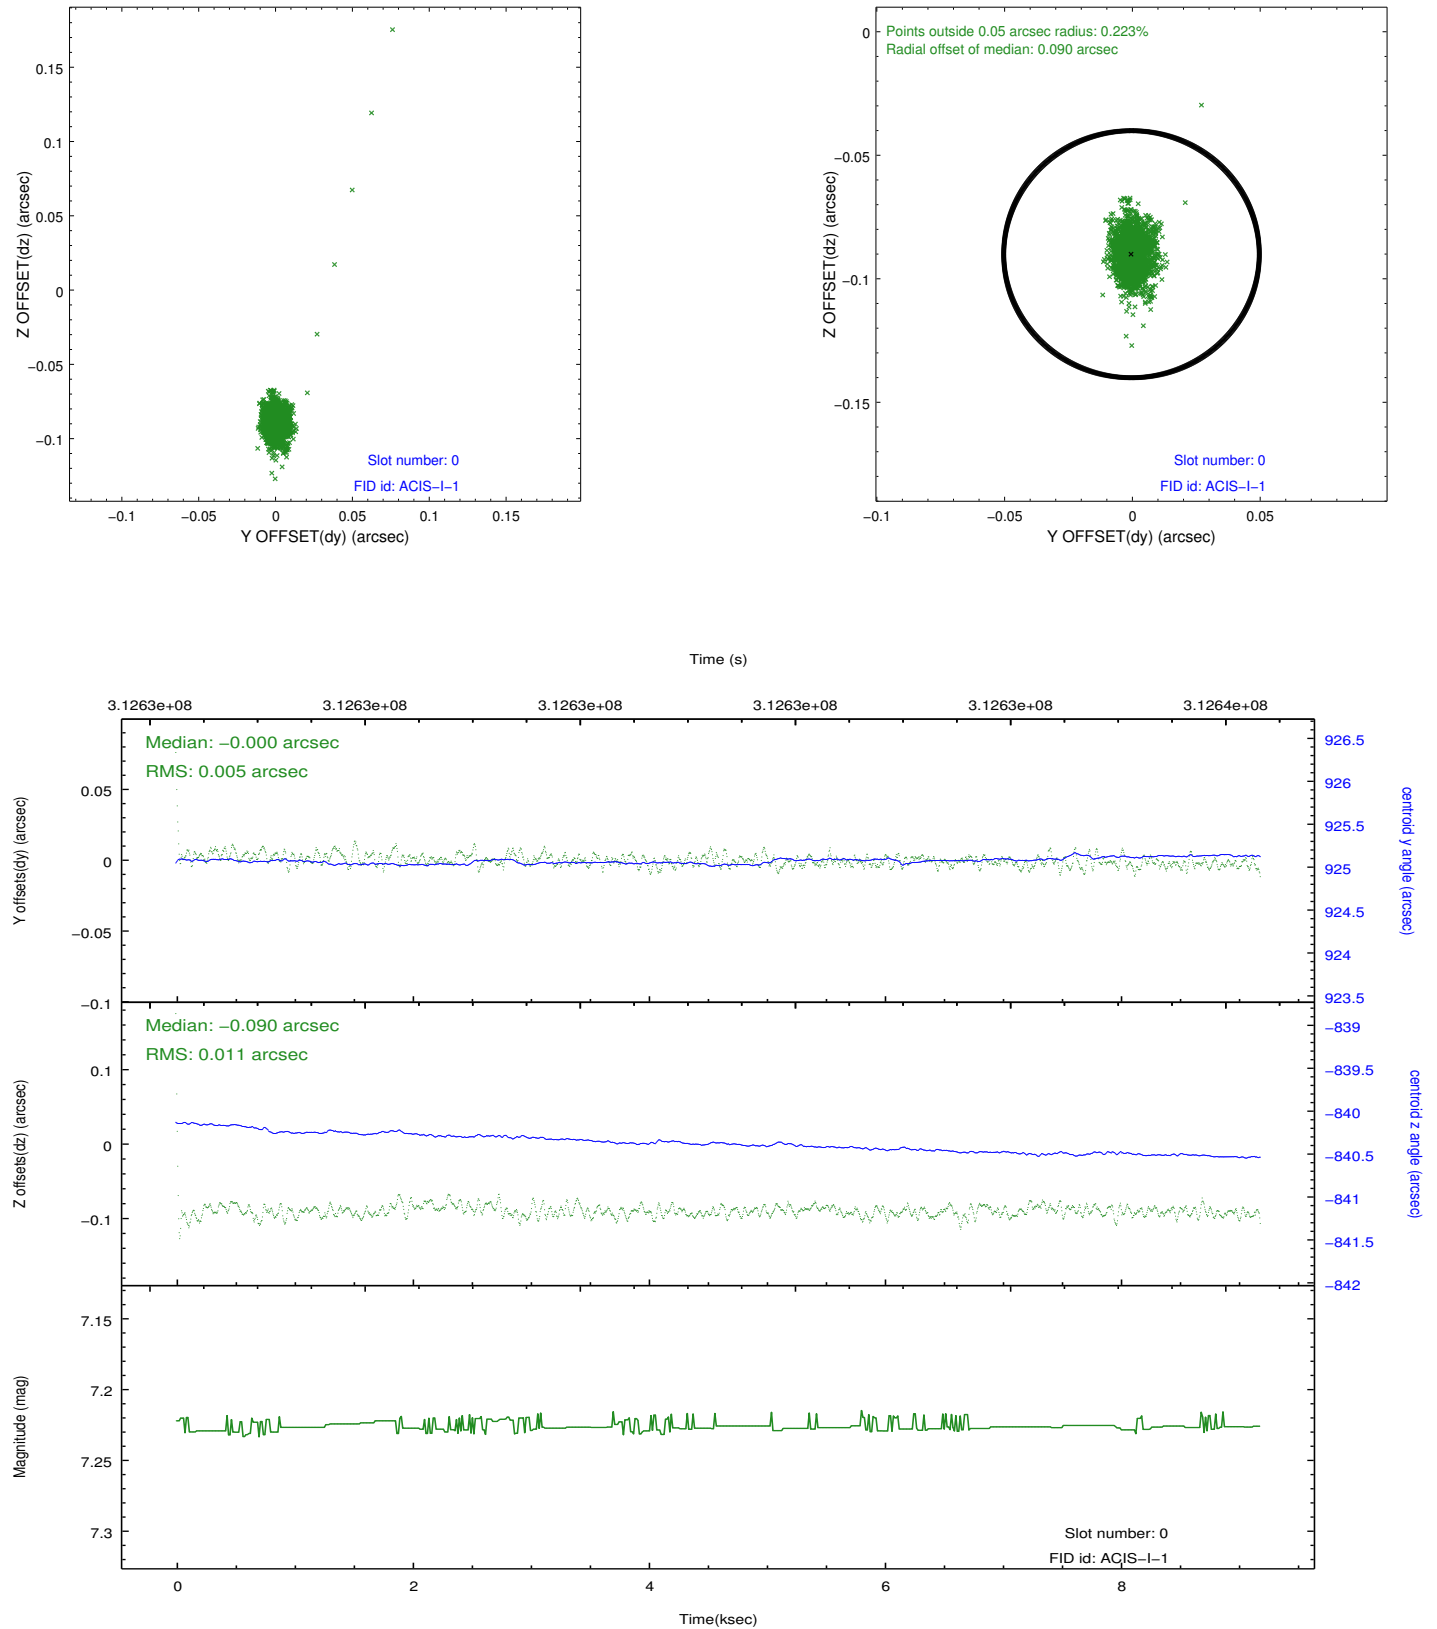 0.15
0.1
0.05
0
−0.05
−0.1
Z OFFSET(dz) (arcsec)
Slot number: 0
FID id: ACIS−I−1
−0.1
−0.05
0
0.05
0.1
0.15
Y OFFSET(dy) (arcsec)
Points outside 0.05 arcsec radius: 0.223%
Radial offset of median: 0.090 arcsec
0
−0.05
−0.1
−0.15
Z OFFSET(dz) (arcsec)
Slot number: 0
FID id: ACIS−I−1
−0.1
−0.05
0
0.05
Y OFFSET(dy) (arcsec)
Time (s)
3.1263e+08
3.1263e+08
3.1263e+08
3.1263e+08
3.1263e+08
3.1264e+08
Median: −0.000 arcsec
RMS: 0.005 arcsec
0.05
0
−0.05
−0.1
Y offsets(dy) (arcsec)
926.5
926
925.5
925
924.5
924
923.5
centroid y angle (arcsec)
Median: −0.090 arcsec
RMS: 0.011 arcsec
0.1
0
−0.1
Z offsets(dz) (arcsec)
−839
−839.5
−840
−840.5
−841
−841.5
−842
centroid z angle (arcsec)
7.15
7.2
7.25
7.3
Magnitude (mag)
Slot number: 0
FID id: ACIS−I−1
0
2
4
6
8
Time(ksec)